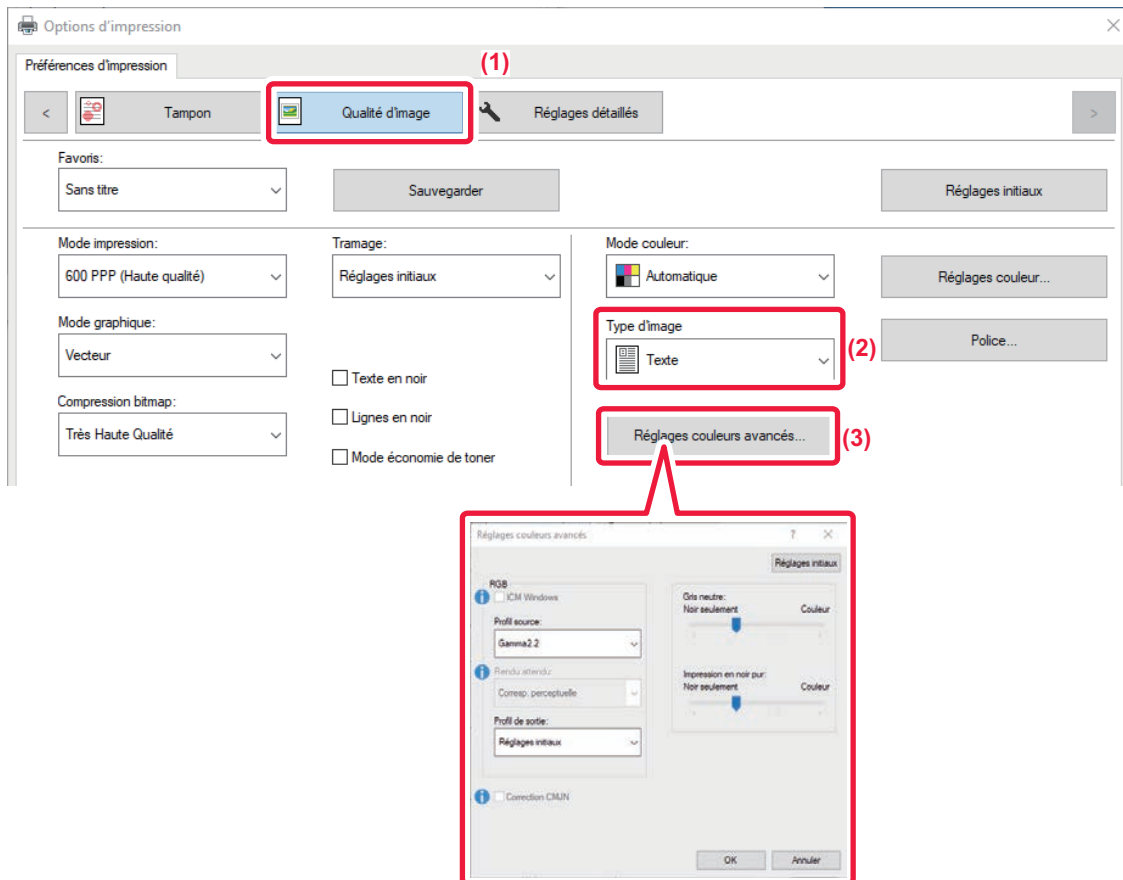 Options d'impression
Préférences d'impression
(1)
<
Tampon
Qualité d'image
Réglages détaillés
>
Favoris:
Sans titre
Sauvegarder
Réglages initiaux
Mode impression:
600 PPP (Haute qualité)
Tramage:
Réglages initiaux
Mode couleur:
Automatique
Réglages couleur...
Mode graphique:
Vecteur
Type d'image
Texte
(2)
Police...
Texte en noir
Compression bitmap:
Très Haute Qualité
Lignes en noir
Mode économie de toner
Réglages couleurs avancés...
(3)
Réglages couleurs avancés
?
Réglages initiaux
RGB
ICM Windows
Profil source:
Gamma2.2
Rendu attendu:
Corresp. perceptuelle
Profil de sortie:
Réglages initiaux
Correction CMJN
Gris neutre:
Noir seulement
Couleur
Impression en noir pur:
Noir seulement
Couleur
OK
Annuler